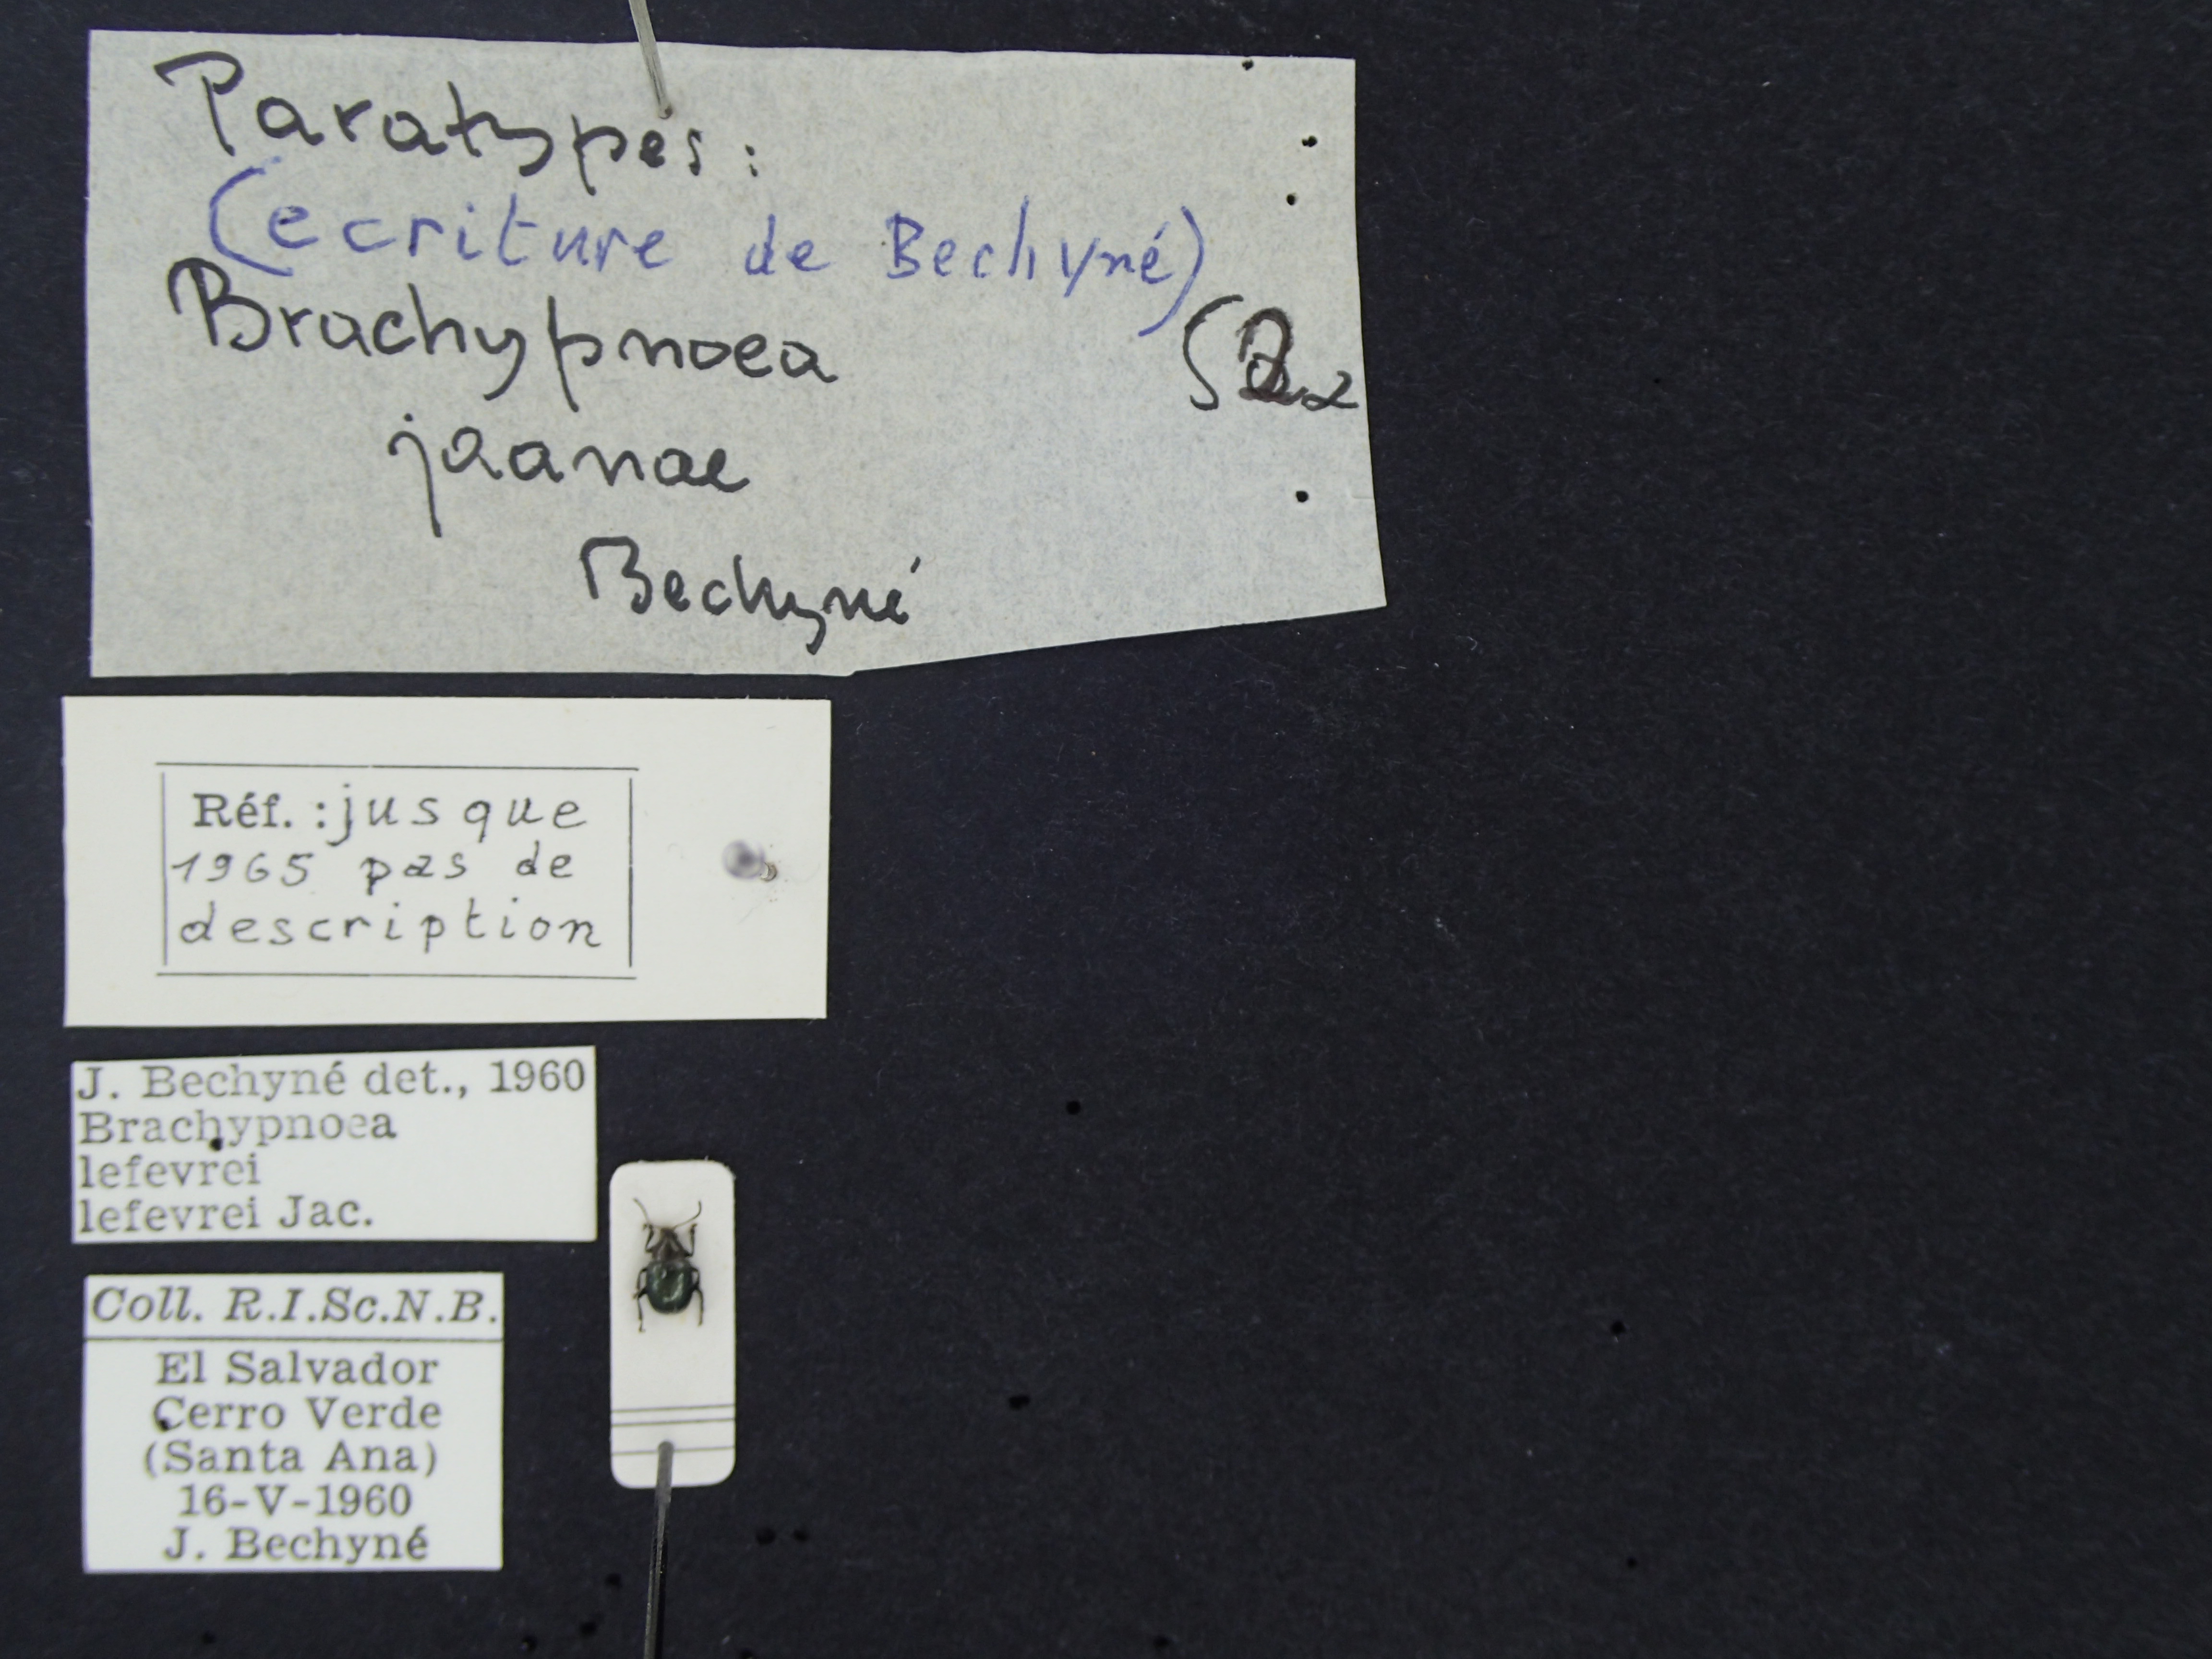 Paratypes:
(ecriture de Bechyné)
Brachypnoea
jaanae
Bechyné
Réf. : jusque
1965 pas de
description
J. Bechyné det., 1960
Brachypnoea
lefevrei
lefevrei Jac.
Coll. R.I.Sc.N.B.
El Salvador
Cerro Verde
(Santa Ana)
16-V-1960
J. Bechyné